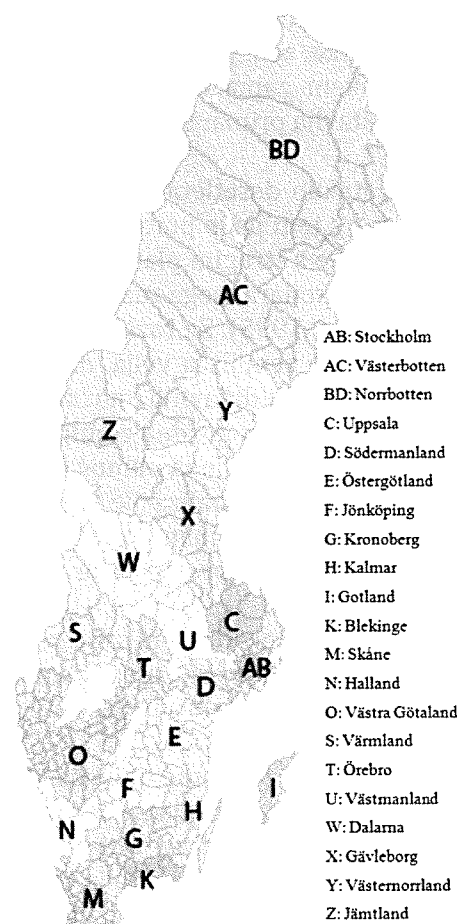 BD
AC
Y
Z
X
W
C
S
U
T
AB
D
E
O
F
I
H
N
G
K
M
AB: Stockholm
AC: Västerbotten
BD: Norrbotten
C: Uppsala
D: Södermanland
E: Östergötland
F: Jönköping
G: Kronoberg
H: Kalmar
I: Gotland
K: Blekinge
M: Skåne
N: Halland
O: Västra Götaland
S: Värmland
T: Örebro
U: Västmanland
W: Dalarna
X: Gävleborg
Y: Västernorrland
Z: Jämtland